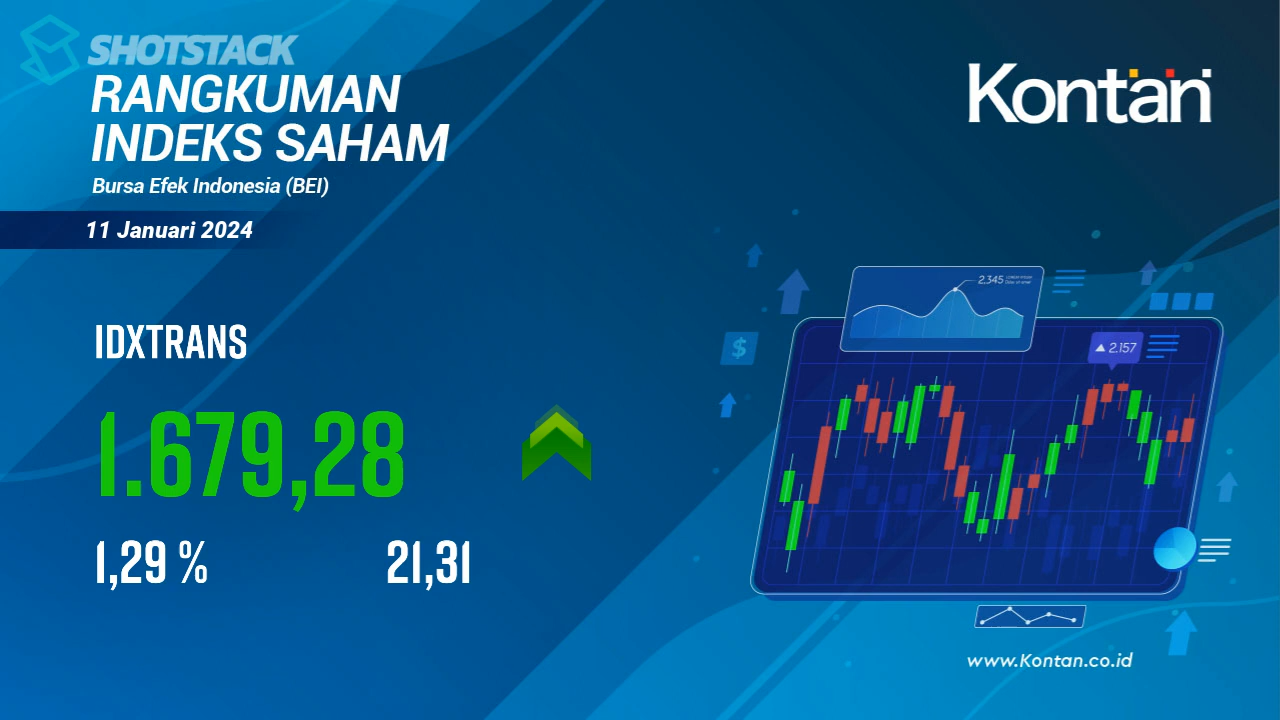 SHOTSTACK
RANGKUMAN
INDEKS SAHAM
Bursa Efek Indonesia (BEI)
11 Januari 2024
Kontan
IDXTRANS
1.679,28
1,29 %
21,31
2,345
2.157
$
www.Kontan.co.id